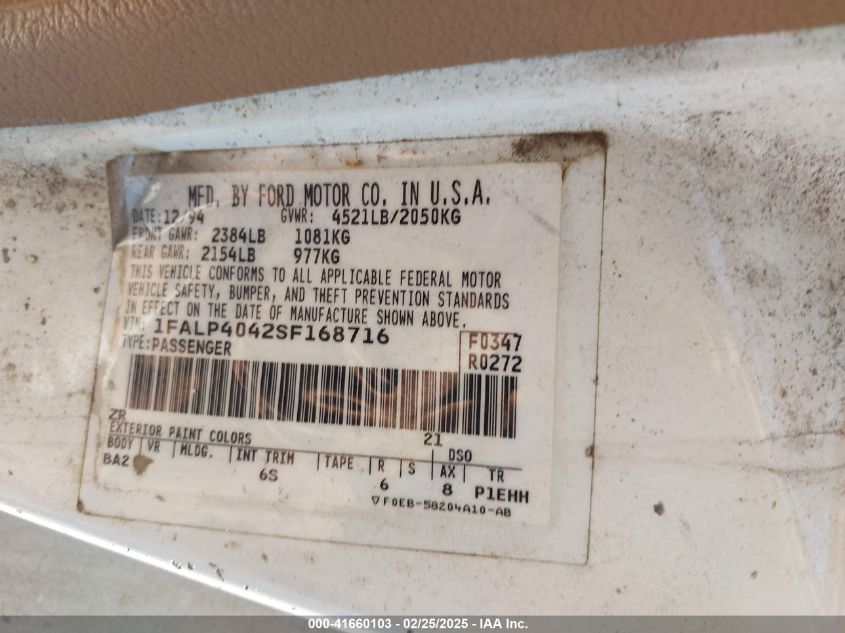 MFD. BY FORD MOTOR CO. IN U.S.A.
DATE: 12/94 GVWR: 4521LB/2050KG
FRONT GAWR: 2384LB 1081KG
REAR GAWR: 2154LB 977KG
THIS VEHICLE CONFORMS TO ALL APPLICABLE FEDERAL MOTOR
VEHICLE SAFETY, BUMPER, AND THEFT PREVENTION STANDARDS
IN EFFECT ON THE DATE OF MANUFACTURE SHOWN ABOVE.
VIN: 1FALP4042SF168716
TYPE: PASSENGER
F0347
R0272
ZR
EXTERIOR PAINT COLORS 21 DSO
BODY VR MLDG. INT TRIM TAPE R S AX TR
BA2 6S 6 8 P1EHH
▽ F0EB-58204A10-AB
000-41660103 - 02/25/2025 - IAA Inc.